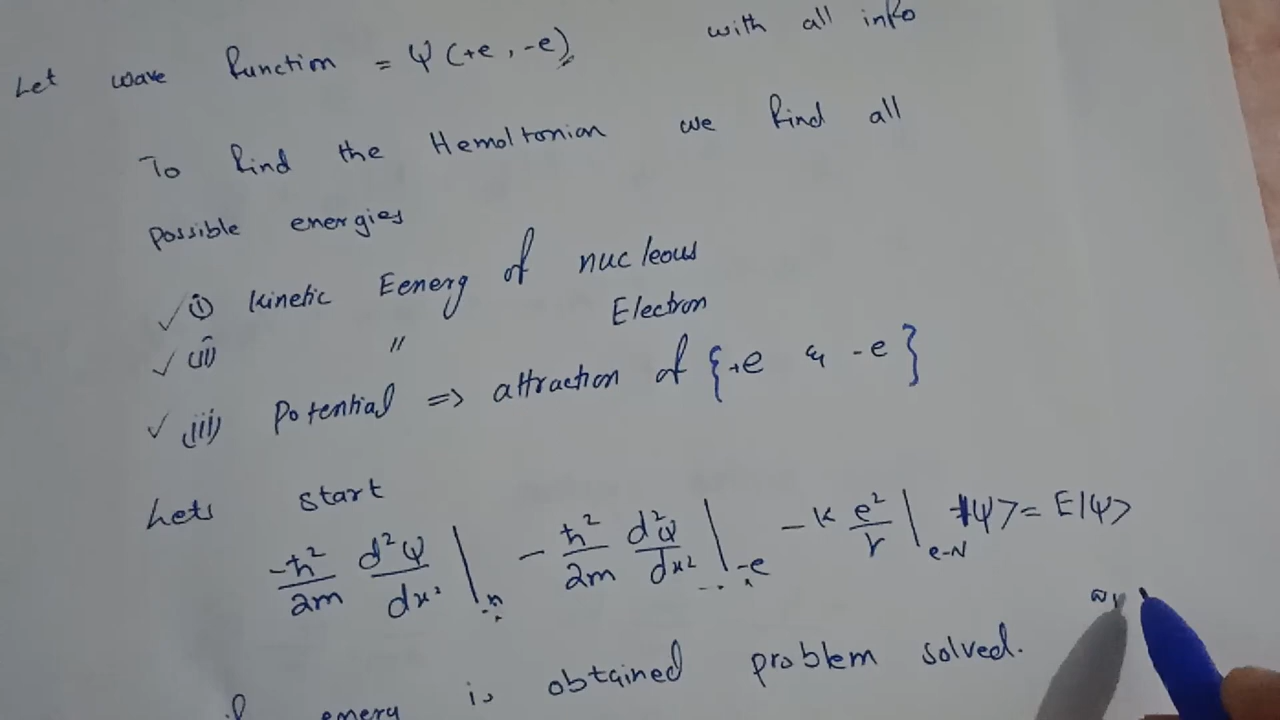 Let wave function = Ψ (+e, -e) with all info
To find the Hemoltonian we find all
possible energies
✓ (i) kinetic Eenerg of nucleous
✓ (ii) " Electron
✓ (iii) Potential => attraction of {+e & -e}
Lets start
-ħ²/2m d²Ψ/dx² |ₙ - ħ²/2m d²Ψ/dx² |₋ₑ - K e²/r |e-N |Ψ> = E|Ψ>
is obtained problem solved.